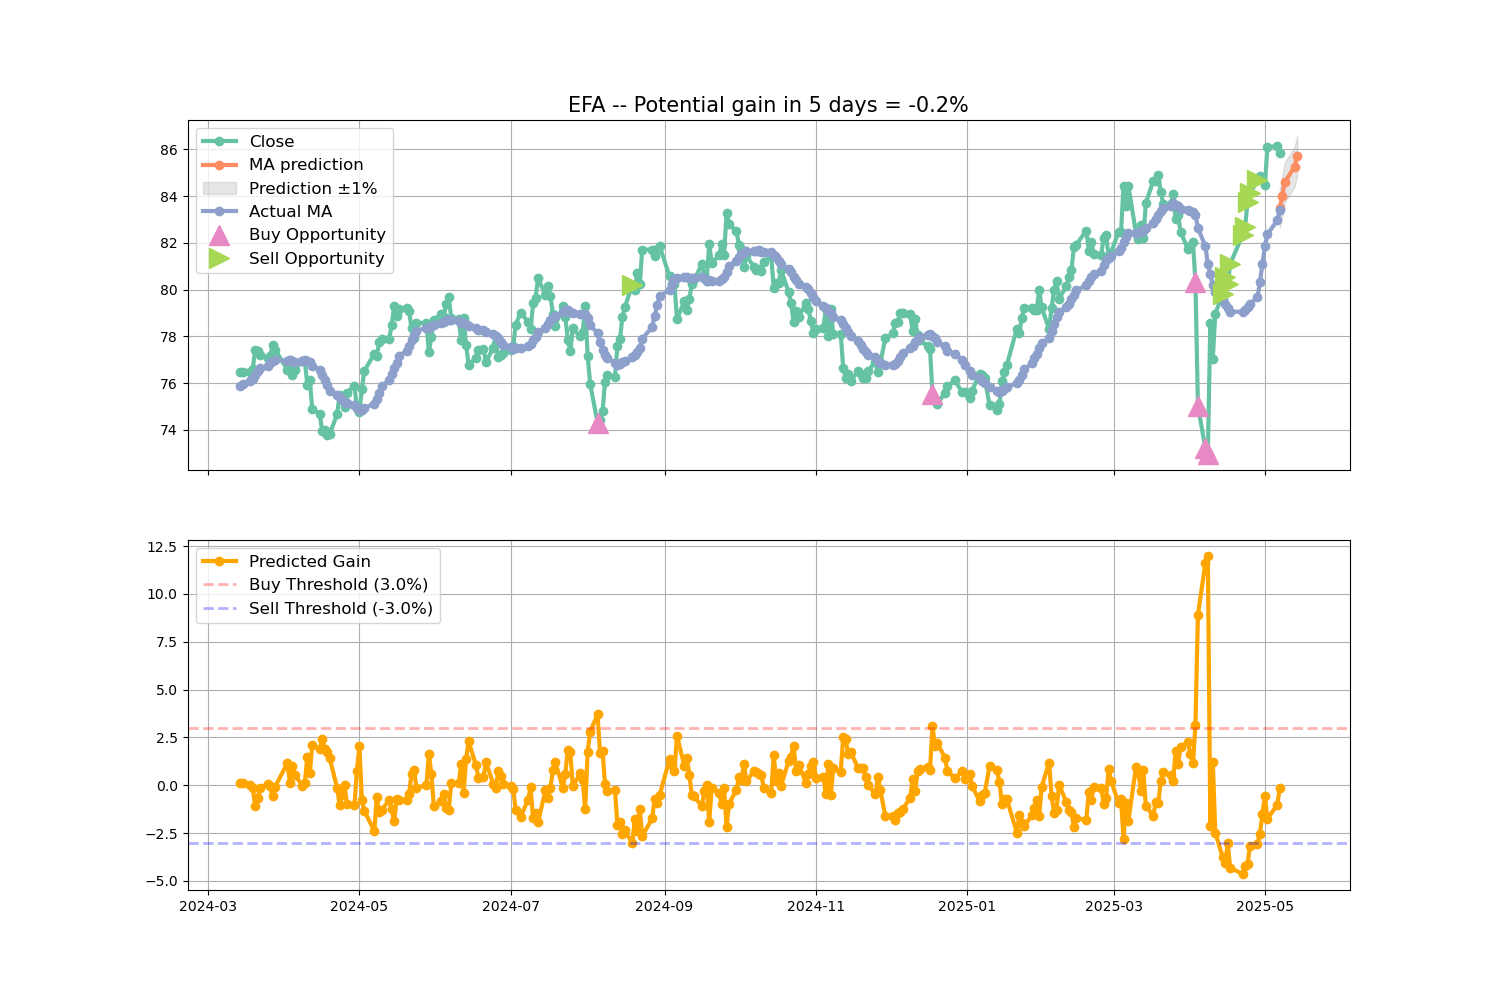 EFA -- Potential gain in 5 days = -0.2%
Close
MA prediction
Prediction ±1%
Actual MA
Buy Opportunity
Sell Opportunity
86
84
82
80
78
76
74
Predicted Gain
Buy Threshold (3.0%)
Sell Threshold (-3.0%)
12.5
10.0
7.5
5.0
2.5
0.0
−2.5
−5.0
2024-03 2024-05 2024-07 2024-09 2024-11 2025-01 2025-03 2025-05